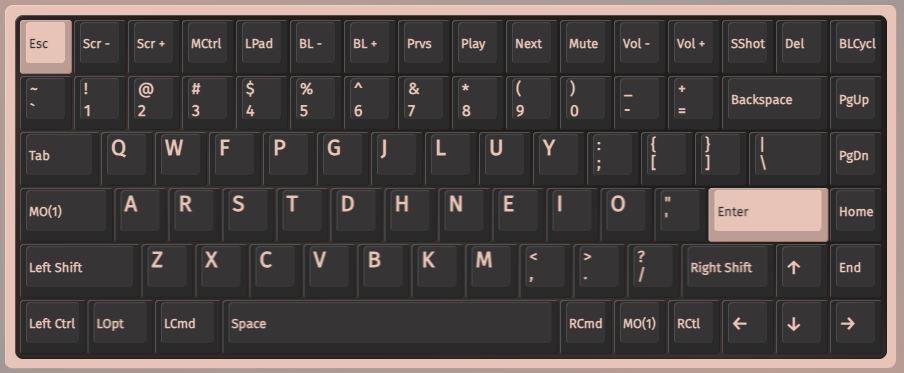 Esc Scr - Scr + MCtrl LPad BL - BL + Prvs Play Next Mute Vol - Vol + SShot Del BLCycl
~ ! @ # $ % ^ & * ( ) _ +
` 1 2 3 4 5 6 7 8 9 0 - = Backspace PgUp
Tab Q W F P G J L U Y : { } | PgDn
; [ ] \
MO(1) A R S T D H N E I O " Enter Home
'
Left Shift Z X C V B K M < > ? Right Shift ↑ End
, . /
Left Ctrl LOpt LCmd Space RCmd MO(1) RCtl ← ↓ →